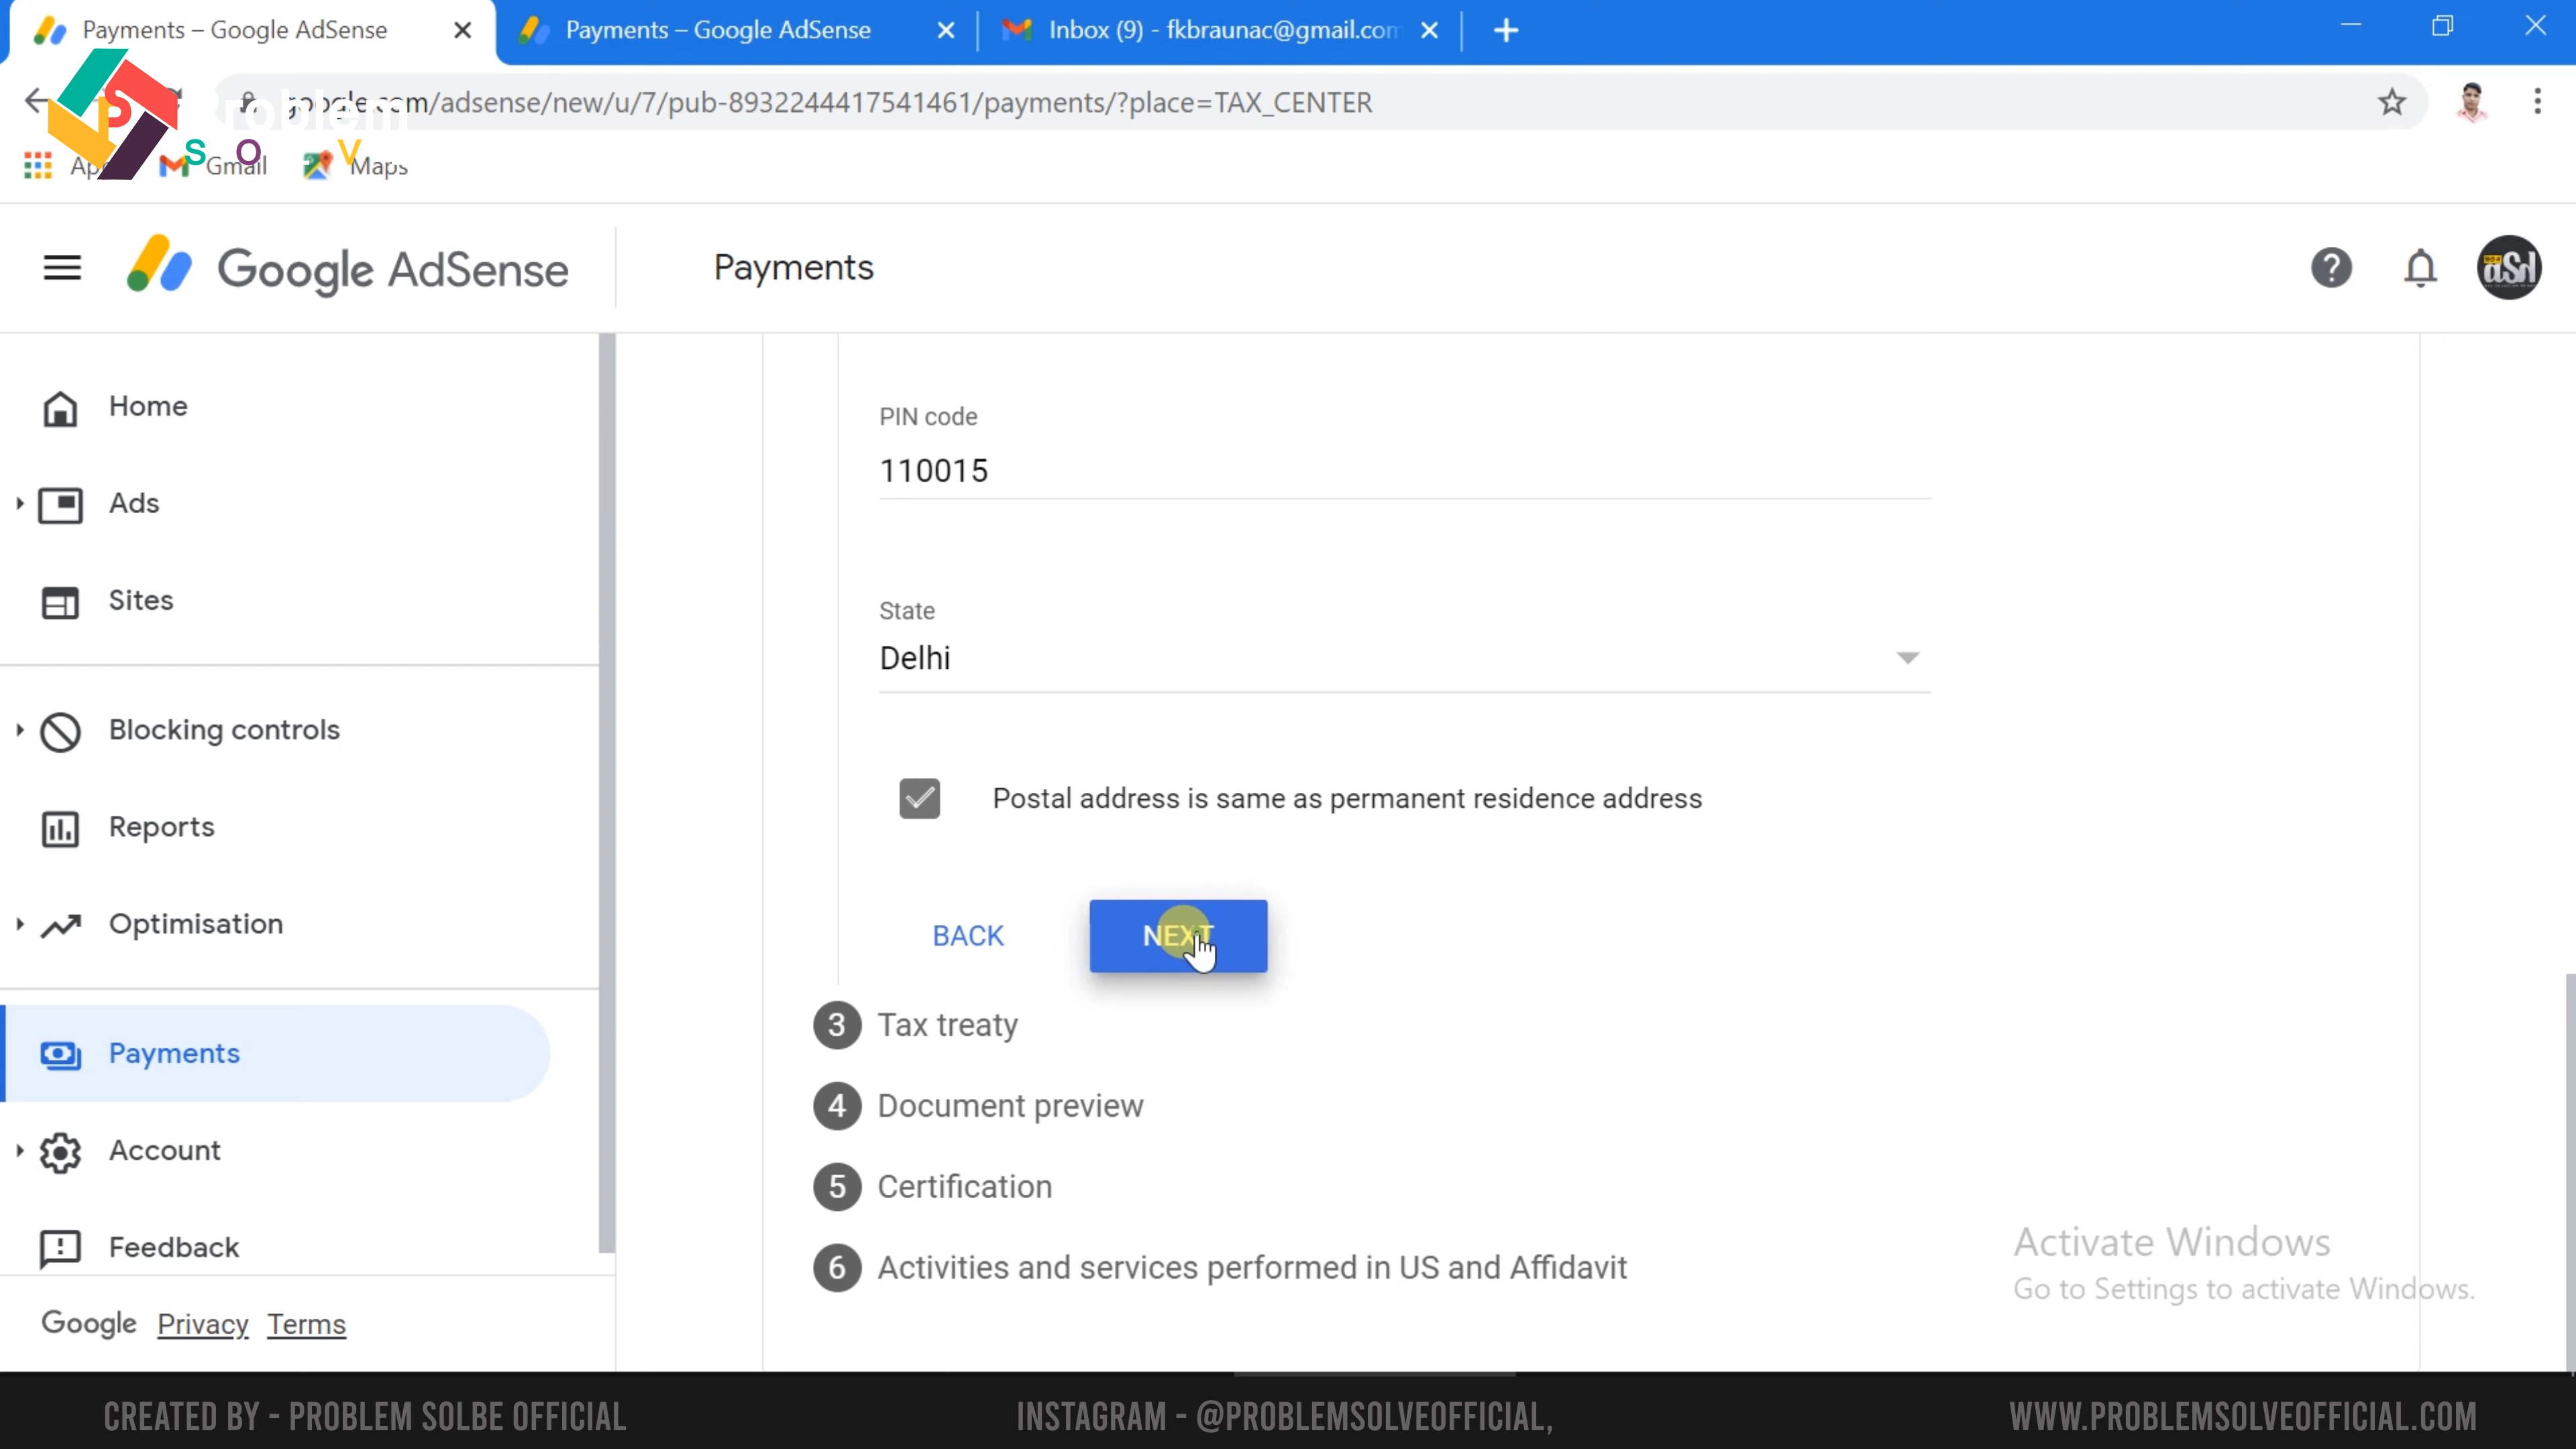 Payments – Google AdSense
Payments – Google AdSense
Inbox (9) - fkbraunac@gmail.com
google.com/adsense/new/u/7/pub-8932244417541461/payments/?place=TAX_CENTER
Problem
S O V
Gmail
Maps
Google AdSense
Payments
?
aSd
Home
Ads
Sites
Blocking controls
Reports
Optimisation
Payments
Account
Feedback
Google Privacy Terms
PIN code
110015
State
Delhi
Postal address is same as permanent residence address
BACK
NEXT
3 Tax treaty
4 Document preview
5 Certification
6 Activities and services performed in US and Affidavit
Activate Windows
Go to Settings to activate Windows.
CREATED BY - PROBLEM SOLBE OFFICIAL
INSTAGRAM - @PROBLEMSOLVEOFFICIAL,
WWW.PROBLEMSOLVEOFFICIAL.COM